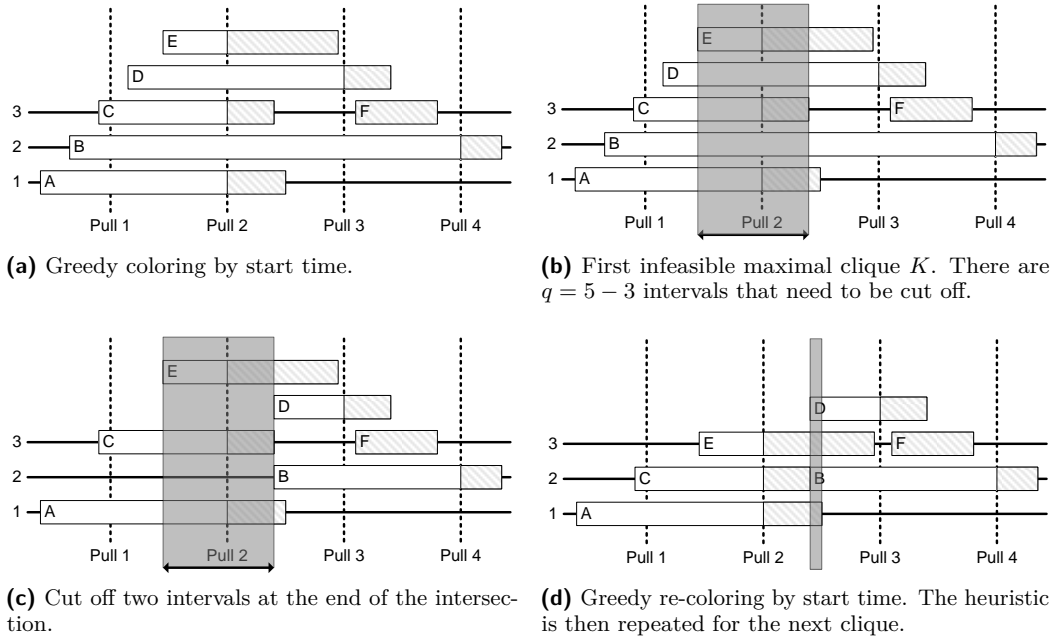 E
D
3 C F
2 B
1 A
Pull 1 Pull 2 Pull 3 Pull 4
(a) Greedy coloring by start time.
E
D
3 C F
2 B
1 A
Pull 1 Pull 2 Pull 3 Pull 4
(b) First infeasible maximal clique K. There are
q = 5 − 3 intervals that need to be cut off.
E
D
3 C F
2 B
1 A
Pull 1 Pull 2 Pull 3 Pull 4
(c) Cut off two intervals at the end of the intersec-
tion.
D
3 E F
2 C B
1 A
Pull 1 Pull 2 Pull 3 Pull 4
(d) Greedy re-coloring by start time. The heuristic
is then repeated for the next clique.